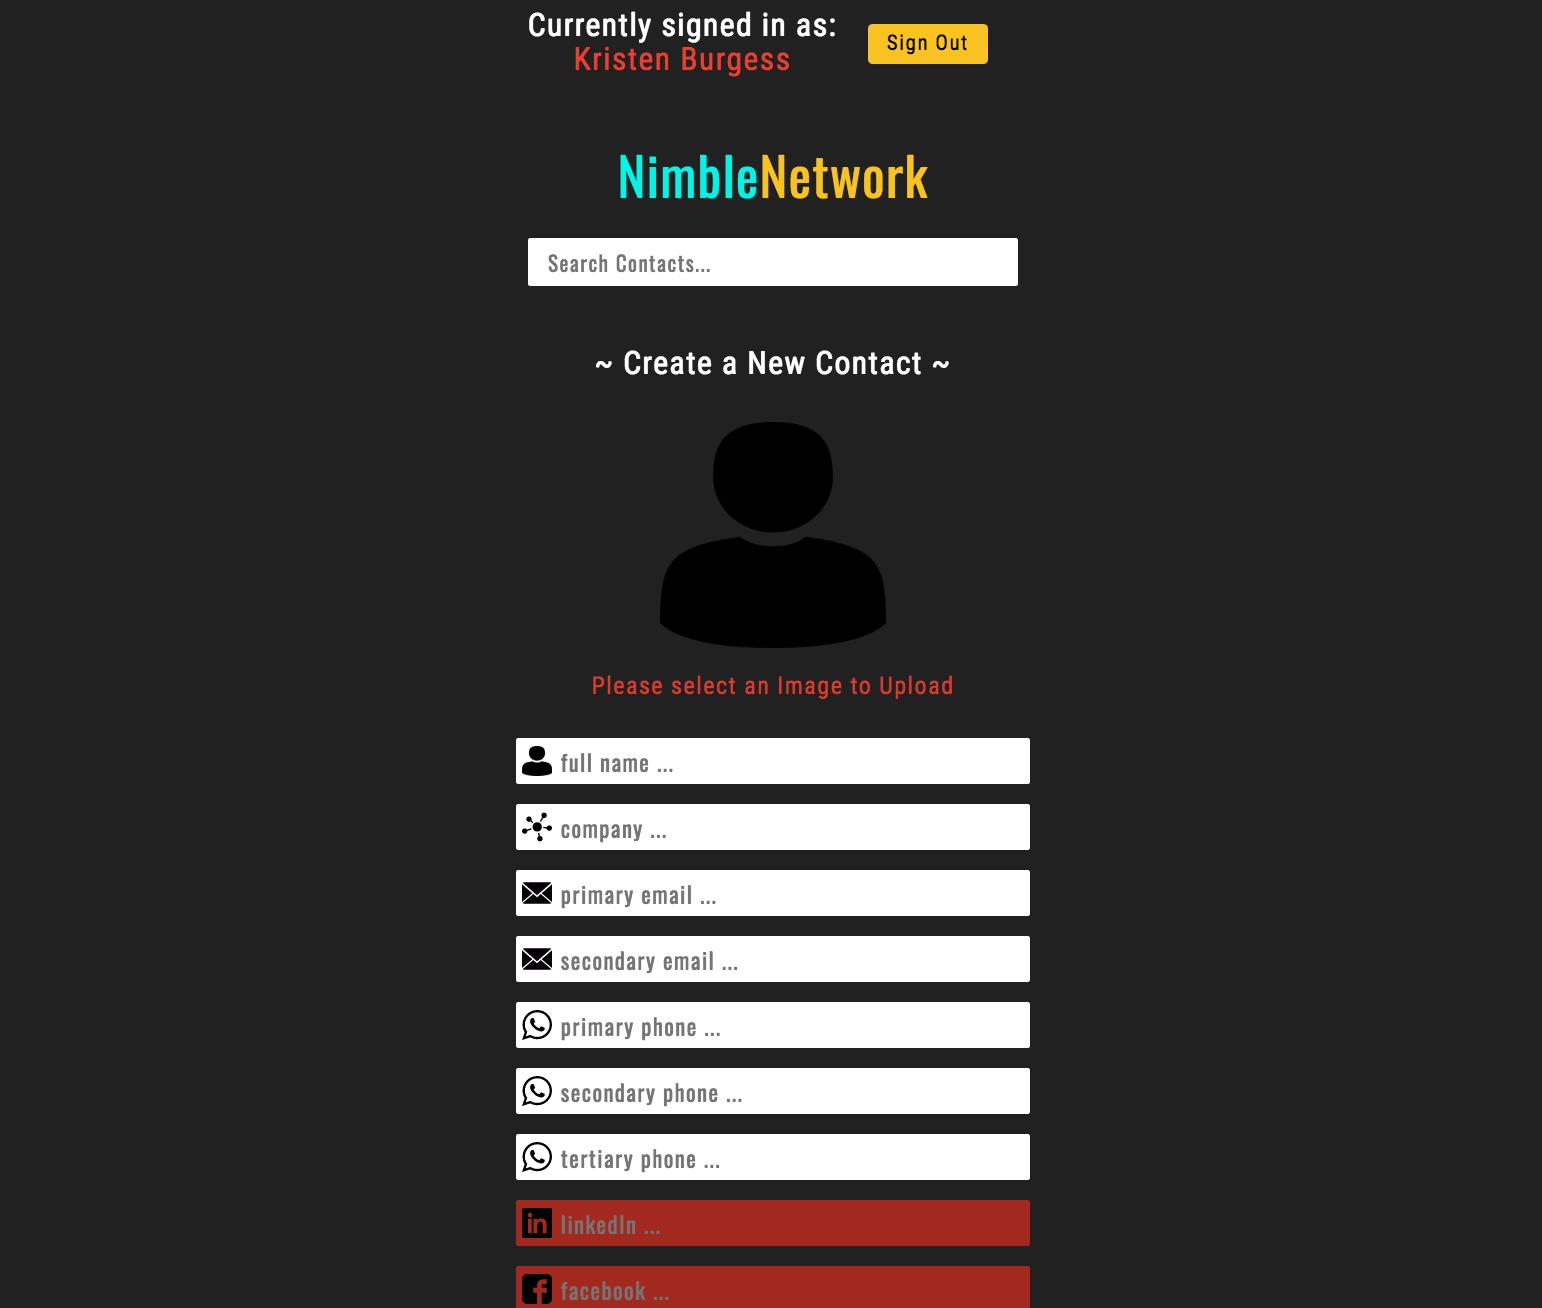 Currently signed in as:
Kristen Burgess
Sign Out
NimbleNetwork
Search Contacts...
~ Create a New Contact ~
Please select an Image to Upload
full name ...
company ...
primary email ...
secondary email ...
primary phone ...
secondary phone ...
tertiary phone ...
in linkedIn ...
f facebook ...